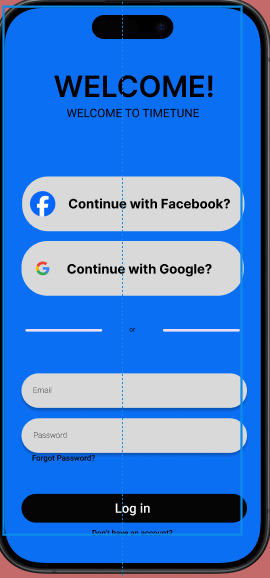 WELCOME!
WELCOME TO TIMETUNE
Continue with Facebook?
Continue with Google?
or
Email
Password
Forgot Password?
Log in
Don't have an account?